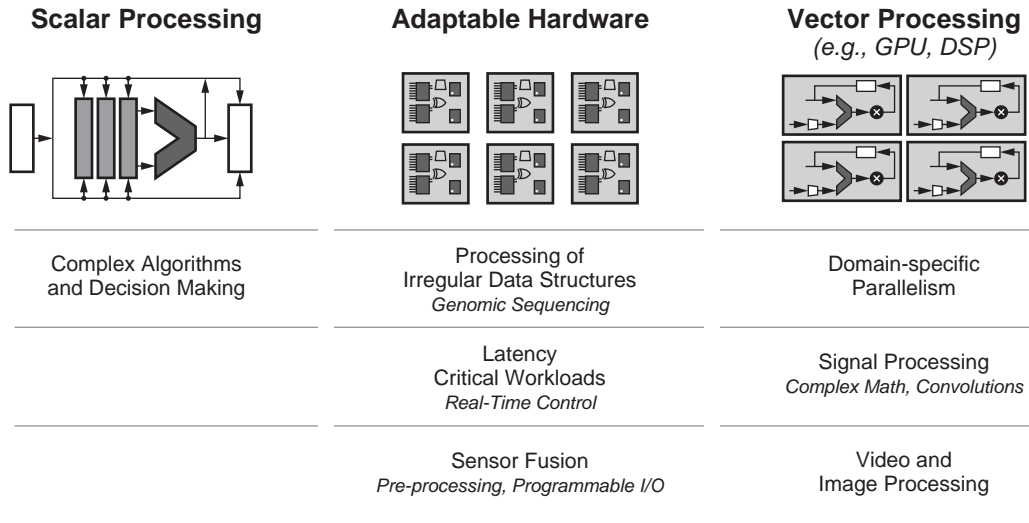 Scalar Processing
Adaptable Hardware
Vector Processing
(e.g., GPU, DSP)
Complex Algorithms
and Decision Making
Processing of
Irregular Data Structures
Genomic Sequencing
Domain-specific
Parallelism
Latency
Critical Workloads
Real-Time Control
Signal Processing
Complex Math, Convolutions
Sensor Fusion
Pre-processing, Programmable I/O
Video and
Image Processing